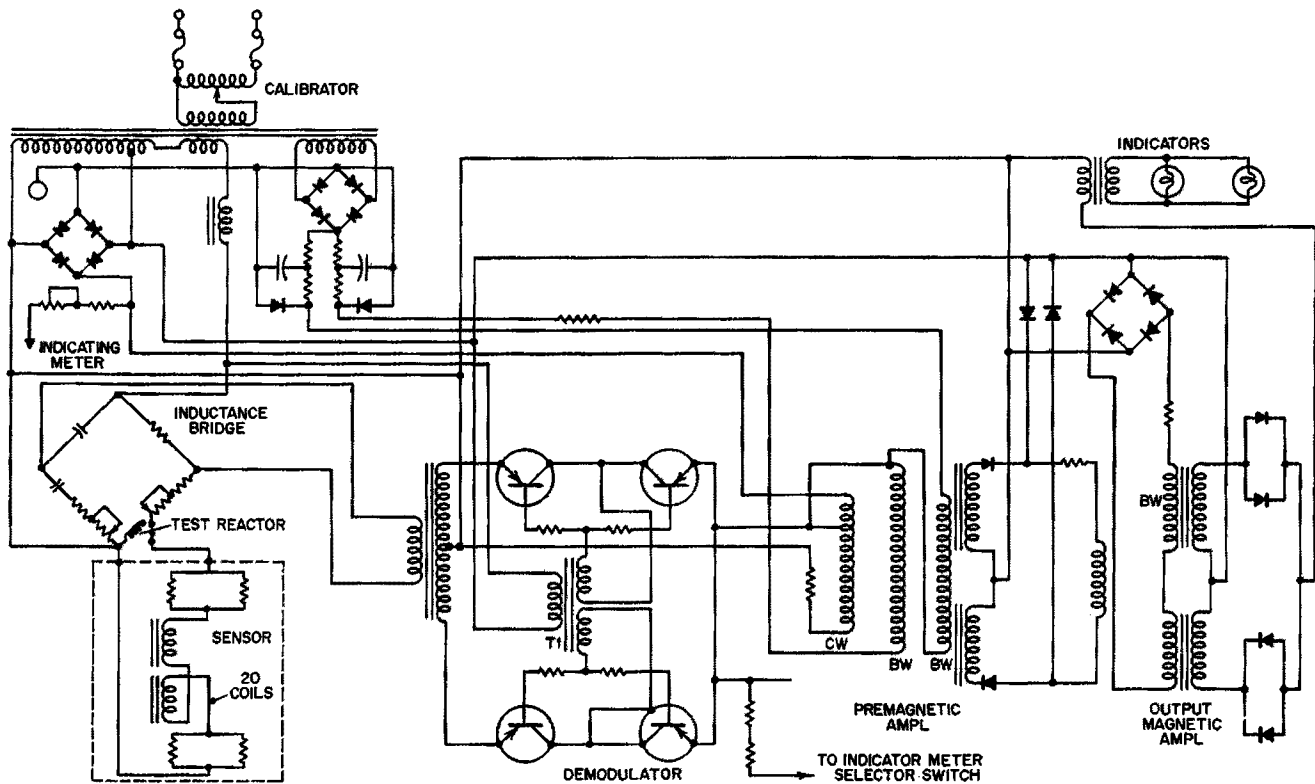 CALIBRATOR
INDICATORS
INDICATING
METER
INDUCTANCE
BRIDGE
TEST REACTOR
SENSOR
20
COILS
T1
CW
BW
BW
BW
PREMAGNETIC
AMPL
OUTPUT
MAGNETIC
AMPL
DEMODULATOR
TO INDICATOR METER
SELECTOR SWITCH